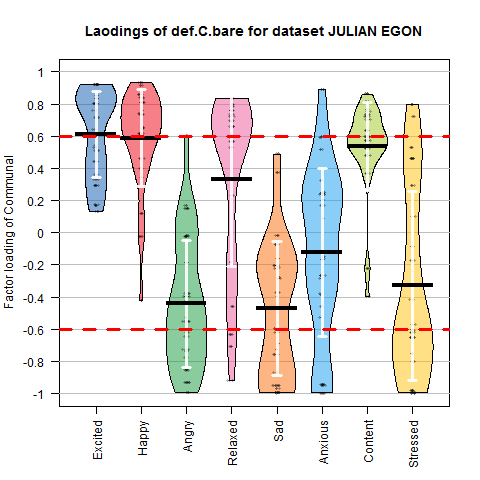 Laodings of def.C.bare for dataset JULIAN EGON
Factor loading of Communal
1
0.8
0.6
0.4
0.2
0
-0.2
-0.4
-0.6
-0.8
-1
Excited
Happy
Angry
Relaxed
Sad
Anxious
Content
Stressed